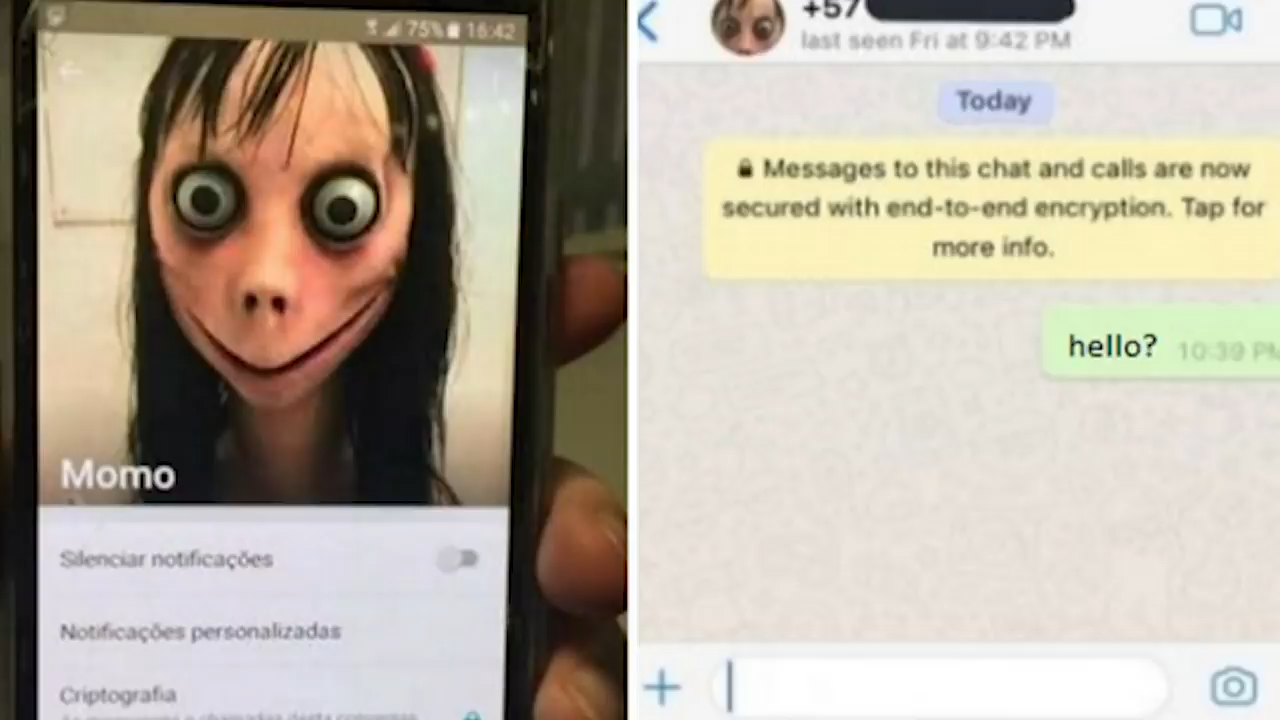 75% 16:42
Momo
Silenciar notificações
Notificações personalizadas
Criptografia
+57
last seen Fri at 9:42 PM
Today
Messages to this chat and calls are now
secured with end-to-end encryption. Tap for
more info.
hello? 10:39 PM